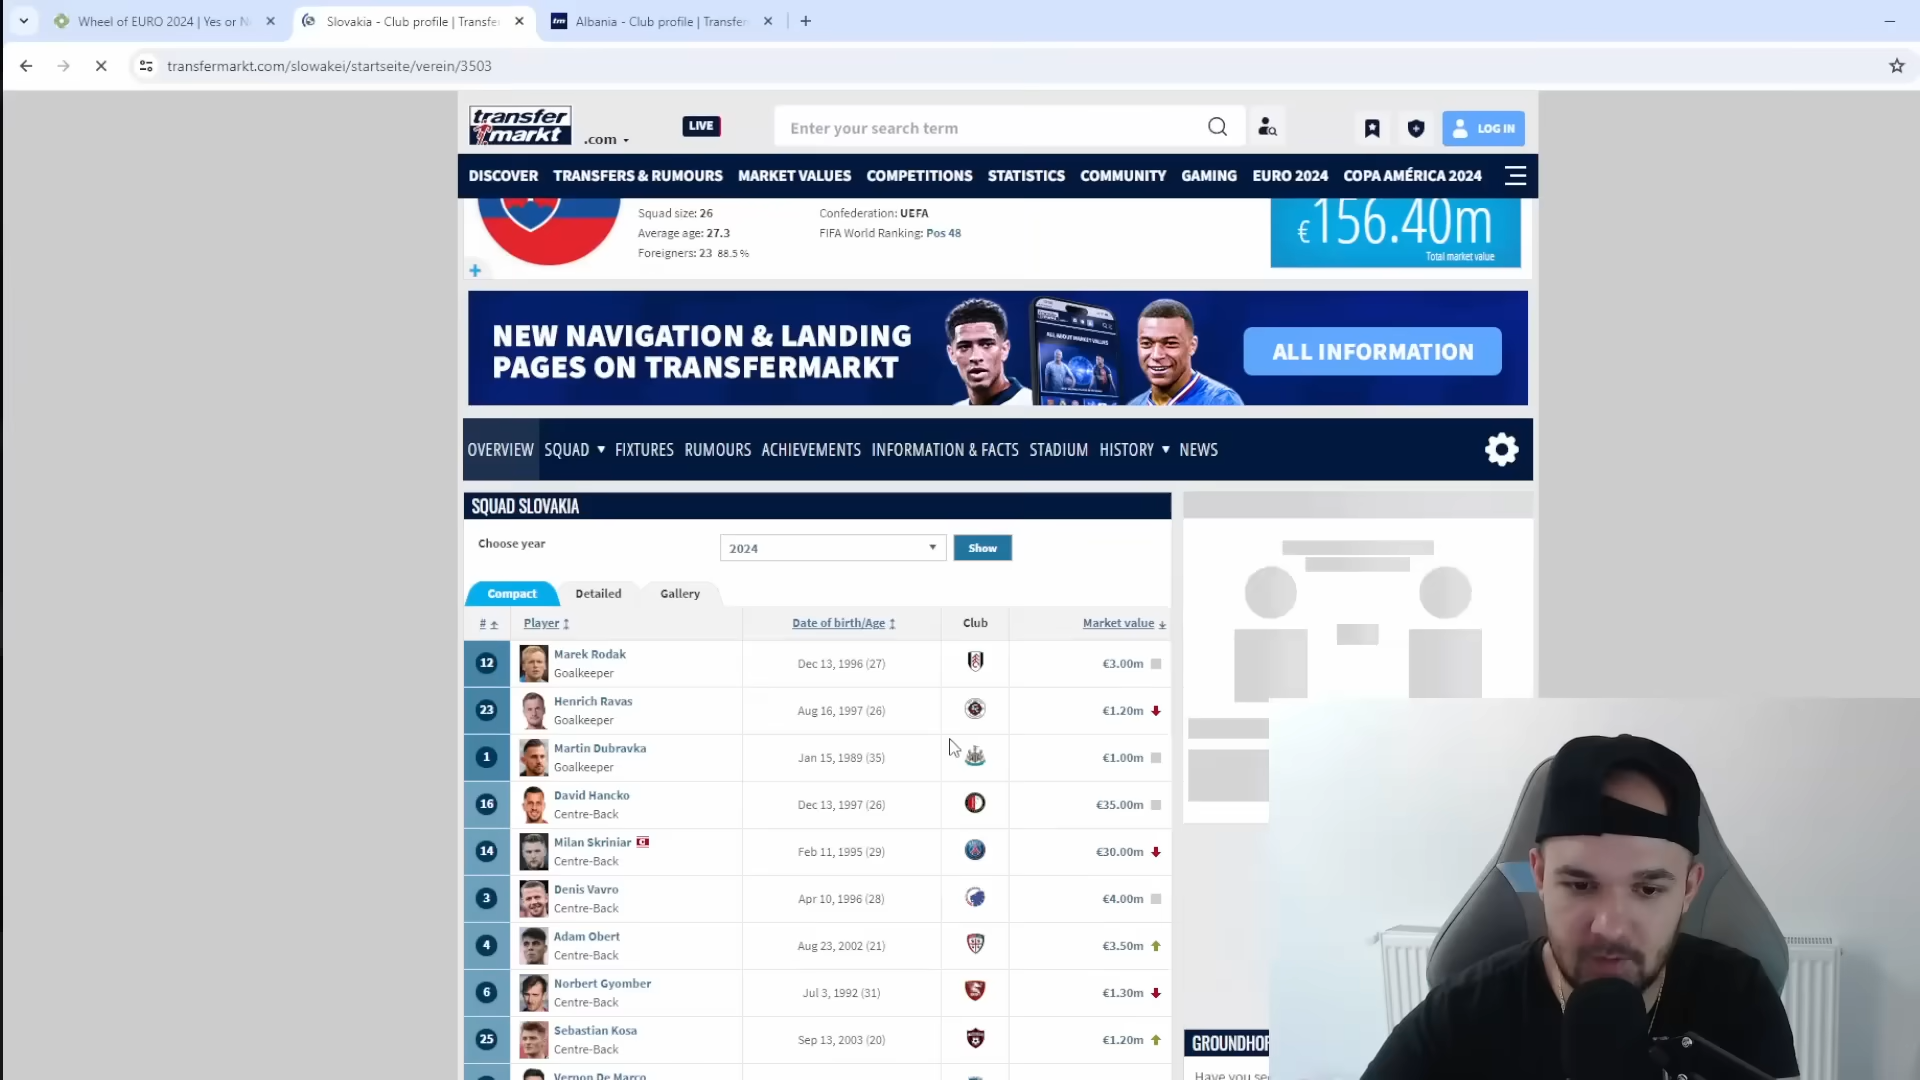 Wheel of EURO 2024 | Yes or N
Slovakia - Club profile | Transfe
tm
Albania - Club profile | Transfer
transfermarkt.com/slowakei/startseite/verein/3503
transfer
markt
.com
LIVE
Enter your search term
LOG IN
DISCOVER TRANSFERS & RUMOURS MARKET VALUES COMPETITIONS STATISTICS COMMUNITY GAMING EURO 2024 COPA AMÉRICA 2024
Squad size: 26
Average age: 27.3
Foreigners: 23 88.5 %
Confederation: UEFA
FIFA World Ranking: Pos 48
€156.40m
Total market value
NEW NAVIGATION & LANDING
PAGES ON TRANSFERMARKT
ALL INFORMATION
OVERVIEW SQUAD FIXTURES RUMOURS ACHIEVEMENTS INFORMATION & FACTS STADIUM HISTORY NEWS
SQUAD SLOVAKIA
Choose year
2024
Show
Compact Detailed Gallery
# Player Date of birth/Age Club Market value
12 Marek Rodak Dec 13, 1996 (27) €3.00m
Goalkeeper
23 Henrich Ravas Aug 16, 1997 (26) €1.20m
Goalkeeper
1 Martin Dubravka Jan 15, 1989 (35) €1.00m
Goalkeeper
16 David Hancko Dec 13, 1997 (26) €35.00m
Centre-Back
14 Milan Skriniar Feb 11, 1995 (29) €30.00m
Centre-Back
3 Denis Vavro Apr 10, 1996 (28) €4.00m
Centre-Back
4 Adam Obert Aug 23, 2002 (21) €3.50m
Centre-Back
6 Norbert Gyomber Jul 3, 1992 (31) €1.30m
Centre-Back
25 Sebastian Kosa Sep 13, 2003 (20) €1.20m
Centre-Back
Vernon De Marco
GROUNDHOP
Have you see